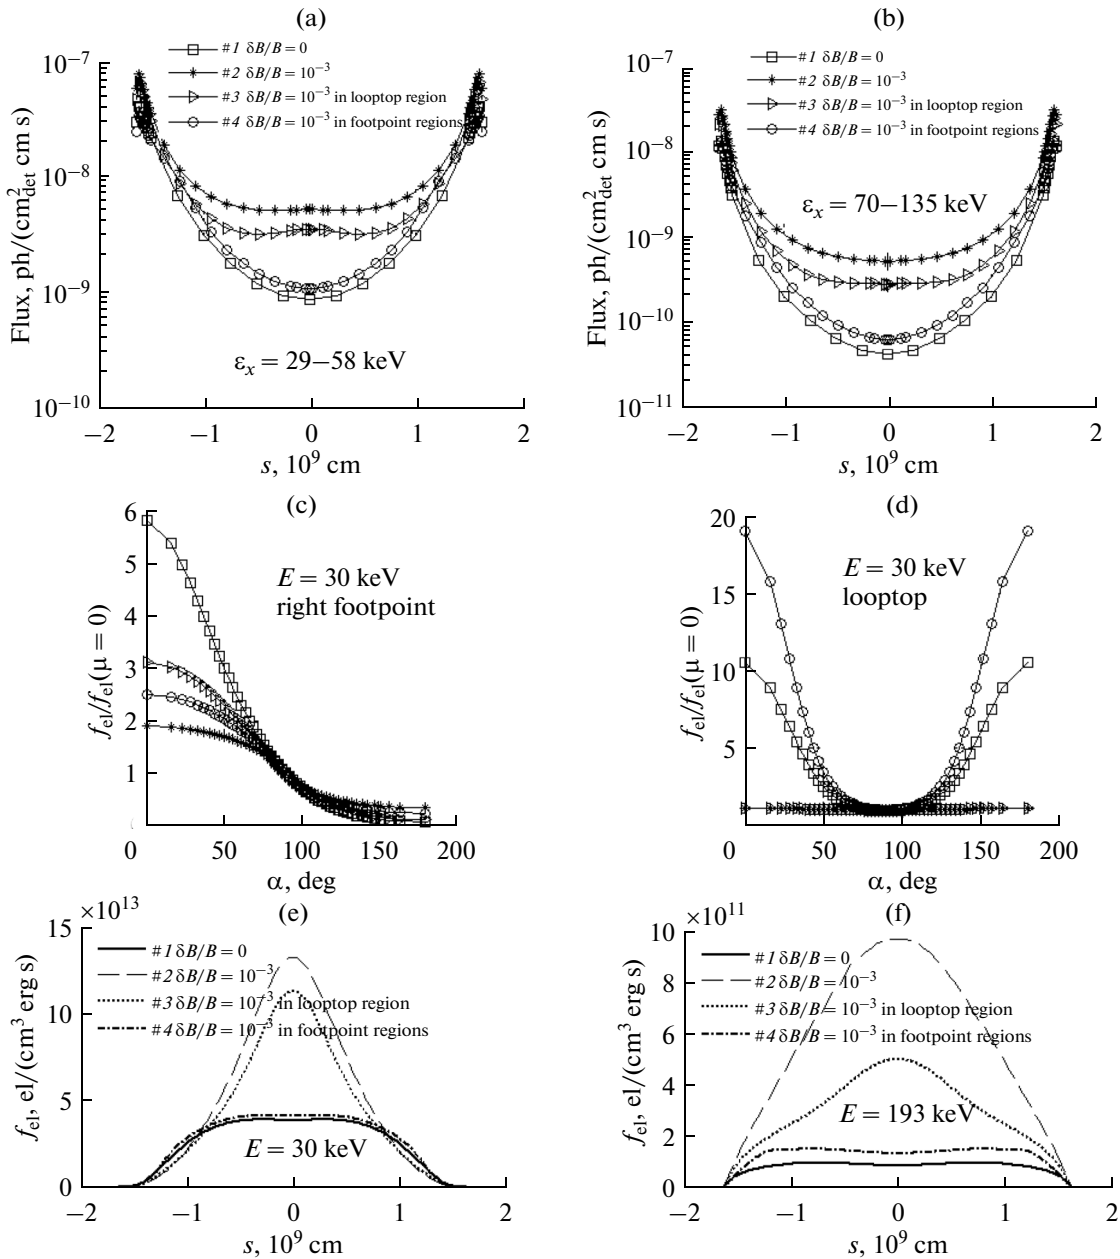 (a)
#1 δB/B = 0
#2 δB/B = 10⁻³
#3 δB/B = 10⁻³ in looptop region
#4 δB/B = 10⁻³ in footpoint regions
10⁻⁷
10⁻⁸
10⁻⁹
10⁻¹⁰
Flux, ph/(cm²det cm s)
εx = 29–58 keV
−2
−1
0
1
2
s, 10⁹ cm
(b)
#1 δB/B = 0
#2 δB/B = 10⁻³
#3 δB/B = 10⁻³ in looptop region
#4 δB/B = 10⁻³ in footpoint regions
10⁻⁷
10⁻⁸
10⁻⁹
10⁻¹⁰
10⁻¹¹
Flux, ph/(cm²det cm s)
εx = 70–135 keV
−2
−1
0
1
2
s, 10⁹ cm
(c)
6
5
4
3
2
1
fel/fel(μ = 0)
E = 30 keV
right footpoint
0
50
100
150
200
α, deg
(d)
20
15
10
5
fel/fel(μ = 0)
E = 30 keV
looptop
0
50
100
150
200
α, deg
(e)
×10¹³
15
10
5
0
fel, el/(cm³ erg s)
#1 δB/B = 0
#2 δB/B = 10⁻³
#3 δB/B = 10⁻³ in looptop region
#4 δB/B = 10⁻³ in footpoint regions
E = 30 keV
−2
−1
0
1
2
s, 10⁹ cm
(f)
×10¹¹
10
8
6
4
2
0
fel, el/(cm³ erg s)
#1 δB/B = 0
#2 δB/B = 10⁻³
#3 δB/B = 10⁻³ in looptop region
#4 δB/B = 10⁻³ in footpoint regions
E = 193 keV
−2
−1
0
1
2
s, 10⁹ cm